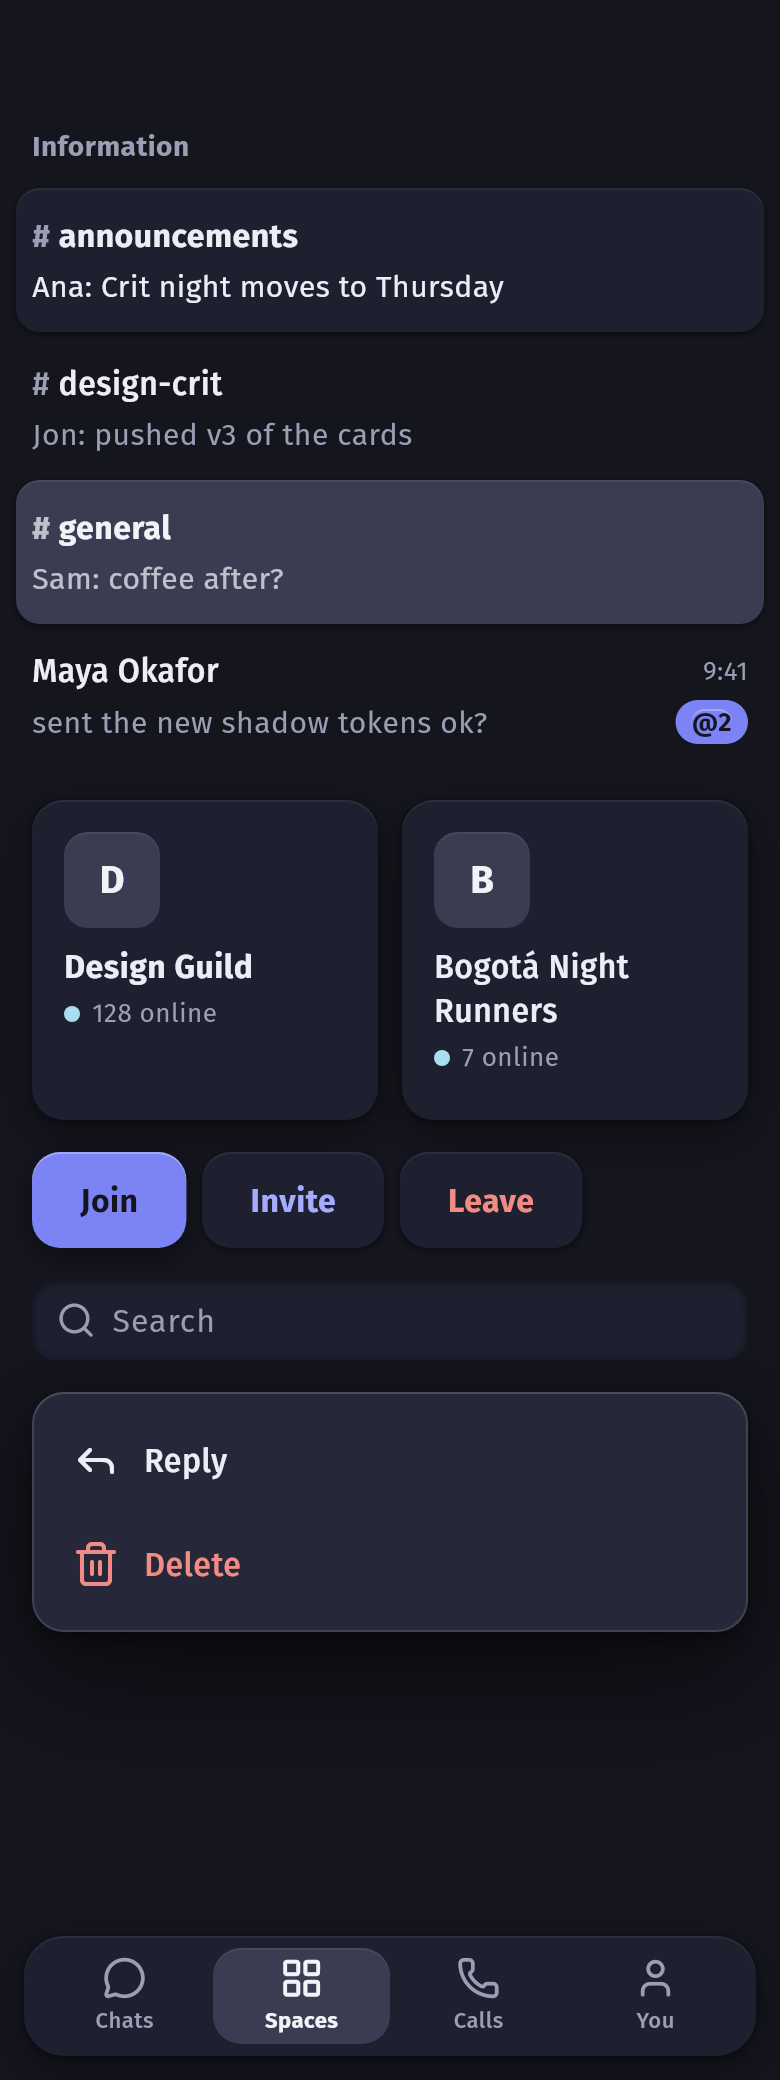 Information
# announcements
Ana: Crit night moves to Thursday
# design-crit
Jon: pushed v3 of the cards
# general
Sam: coffee after?
Maya Okafor 9:41
sent the new shadow tokens ok? @2
D
Design Guild
128 online
B
Bogotá Night
Runners
7 online
Join Invite Leave
Search
Reply
Delete
Chats Spaces Calls You